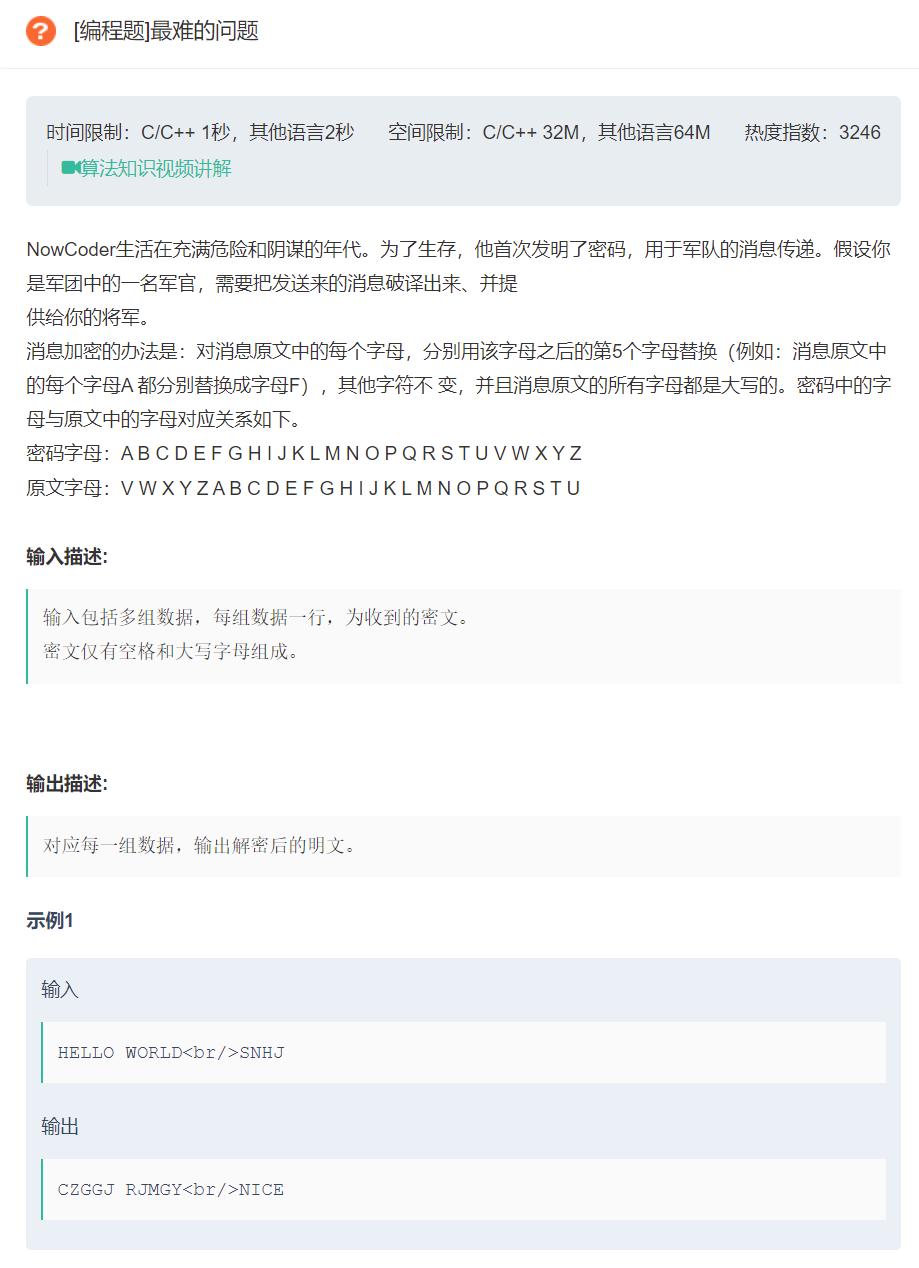 [编程题]最难的问题
时间限制：C/C++ 1秒，其他语言2秒 空间限制：C/C++ 32M，其他语言64M 热度指数：3246
算法知识视频讲解
NowCoder生活在充满危险和阴谋的年代。为了生存，他首次发明了密码，用于军队的消息传递。假设你
是军团中的一名军官，需要把发送来的消息破译出来、并提
供给你的将军。
消息加密的办法是：对消息原文中的每个字母，分别用该字母之后的第5个字母替换（例如：消息原文中
的每个字母A 都分别替换成字母F），其他字符不 变，并且消息原文的所有字母都是大写的。密码中的字
母与原文中的字母对应关系如下。
密码字母：A B C D E F G H I J K L M N O P Q R S T U V W X Y Z
原文字母：V W X Y Z A B C D E F G H I J K L M N O P Q R S T U
输入描述:
输入包括多组数据，每组数据一行，为收到的密文。
密文仅有空格和大写字母组成。
输出描述:
对应每一组数据，输出解密后的明文。
示例1
输入
HELLO WORLD<br/>SNHJ
输出
CZGGJ RJMGY<br/>NICE